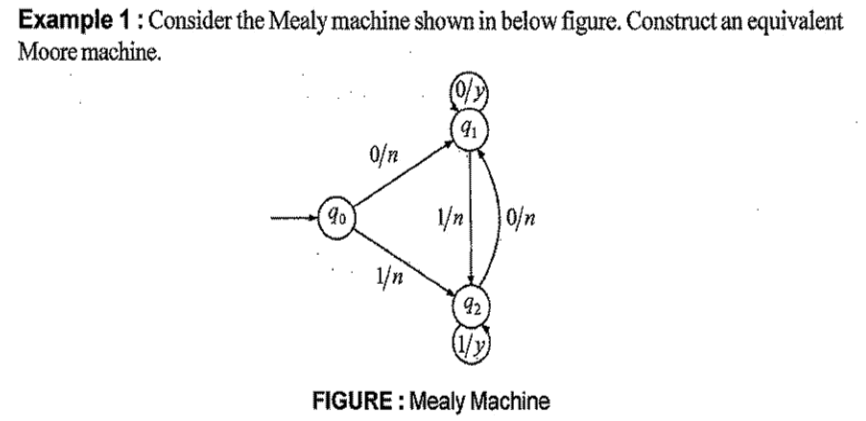 Example 1 : Consider the Mealy machine shown in below figure. Construct an equivalent
Moore machine.
0/y
q1
0/n
q0
1/n
0/n
1/n
q2
1/y
FIGURE : Mealy Machine